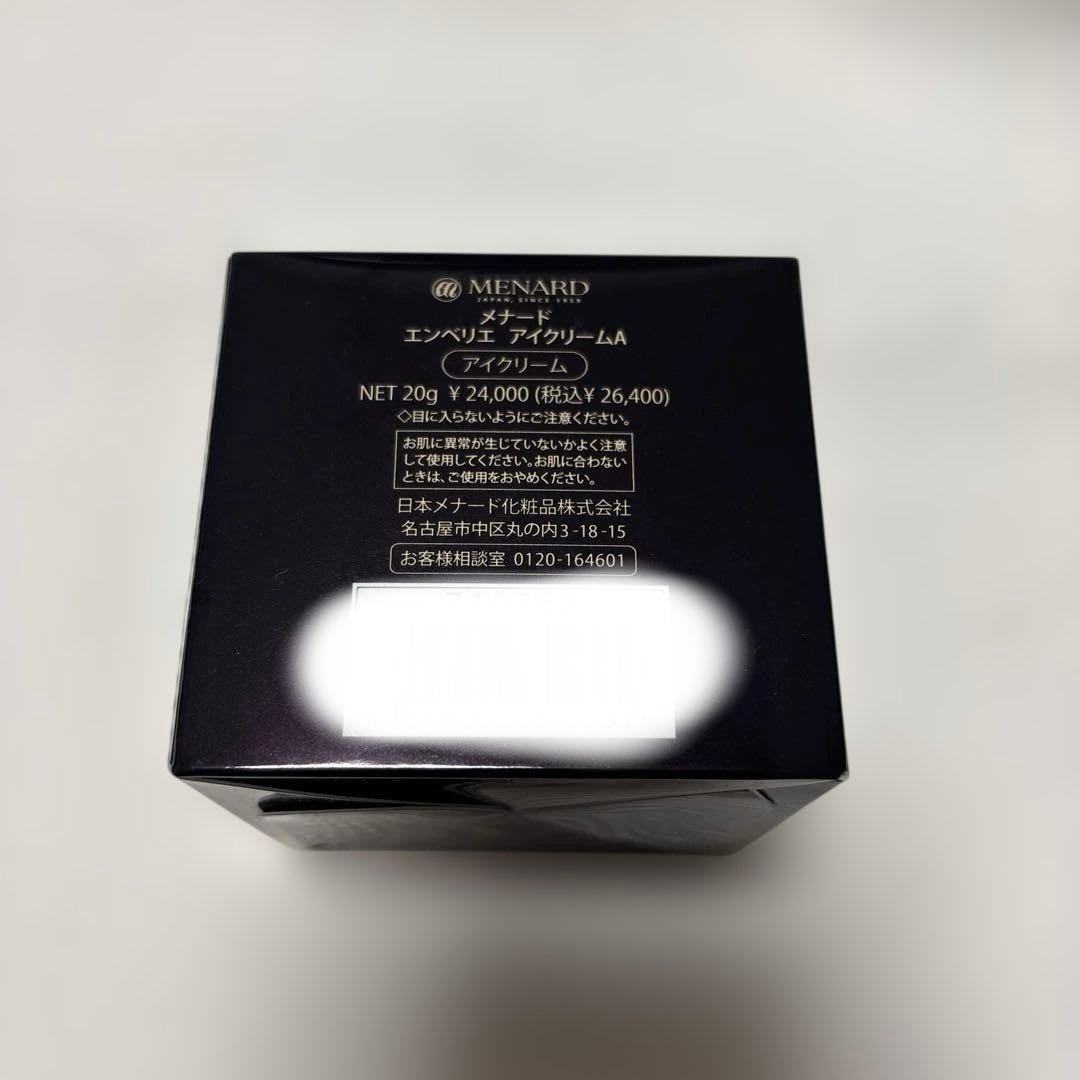 MENARD
JAPAN, SINCE 1959
メナード
エンベリエ アイクリームA
アイクリーム
NET 20g ¥24,000 (税込¥ 26,400)
◇目に入らないようにご注意ください。
お肌に異常が生じていないかよく注意
して使用してください。お肌に合わない
ときは、ご使用をおやめください。
日本メナード化粧品株式会社
名古屋市中区丸の内3-18-15
お客様相談室 0120-164601